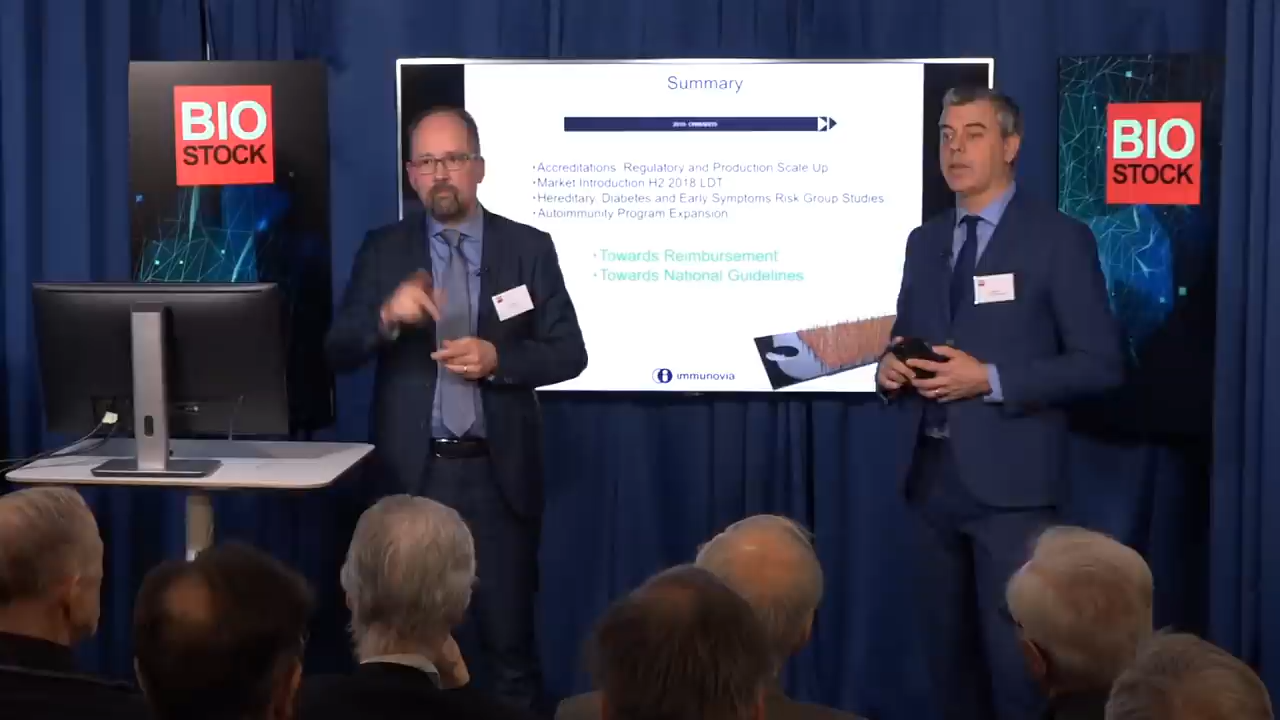 BIO
STOCK
Summary
•Accreditations, Regulatory and Production Scale Up
•Market Introduction H2 2018 LDT
•Hereditary, Diabetes and Early Symptoms Risk Group Studies
•Autoimmunity Program Expansion
•Towards Reimbursement
•Towards National Guidelines
immunovia
BIO
STOCK